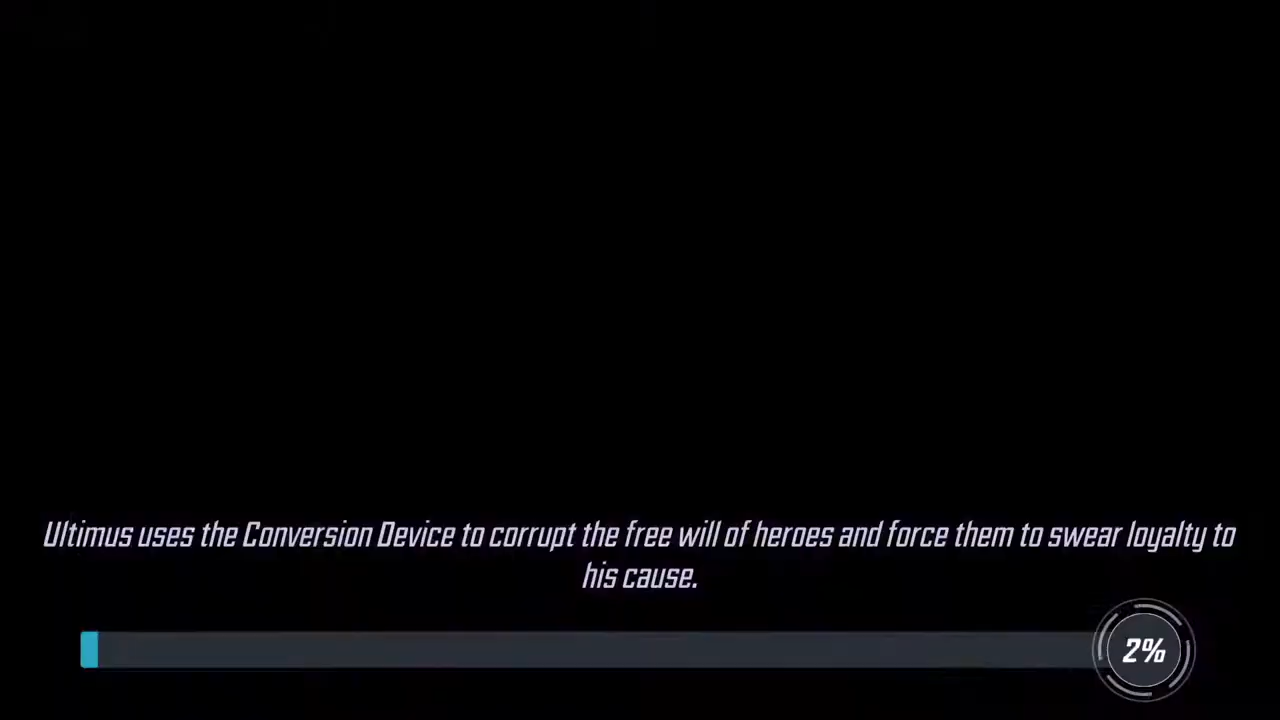 Ultimus uses the Conversion Device to corrupt the free will of heroes and force them to swear loyalty to
his cause.
2%